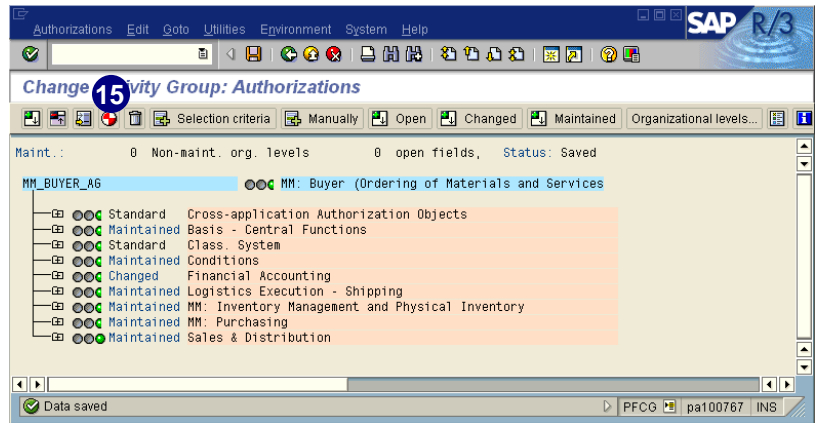 Authorizations Edit Goto Utilities Environment System Help
SAP R/3
Change ivity Group: Authorizations
15
Selection criteria Manually Open Changed Maintained Organizational levels...
Maint.: 0 Non-maint. org. levels 0 open fields, Status: Saved
MM_BUYER_AG MM: Buyer (Ordering of Materials and Services
Standard Cross-application Authorization Objects
Maintained Basis - Central Functions
Standard Class. System
Maintained Conditions
Changed Financial Accounting
Maintained Logistics Execution - Shipping
Maintained MM: Inventory Management and Physical Inventory
Maintained MM: Purchasing
Maintained Sales & Distribution
Data saved PFCG pa100767 INS